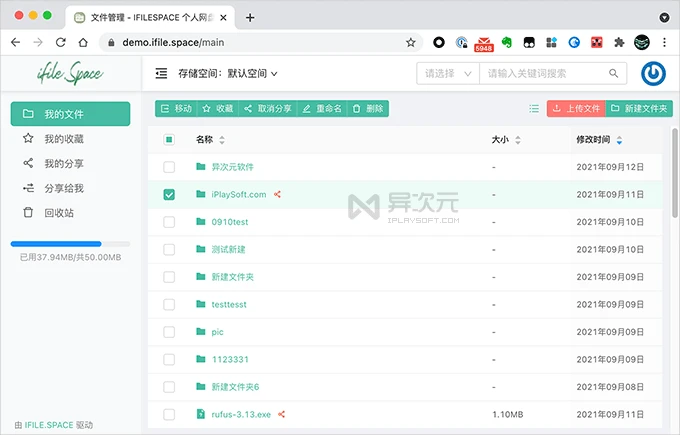 文件管理 - IFILESPACE 个人网盘
demo.ifile.space/main
5948
ifile.Space
存储空间：默认空间
请选择
请输入关键词搜索
我的文件
我的收藏
我的分享
分享给我
回收站
已用37.94MB/共50.00MB
移动 收藏 取消分享 重命名 删除
上传文件 新建文件夹
名称 大小 修改时间
异次元软件 - 2021年09月12日
iPlaySoft.com - 2021年09月11日
0910test - 2021年09月10日
测试新建 - 2021年09月10日
新建文件夹 - 2021年09月09日
testtesst - 2021年09月09日
pic - 2021年09月09日
1123331 - 2021年09月09日
新建文件夹6 - 2021年09月08日
rufus-3.13.exe 1.10MB 2021年09月11日
异次元
IPLAYSOFT.COM
由 IFILE.SPACE 驱动